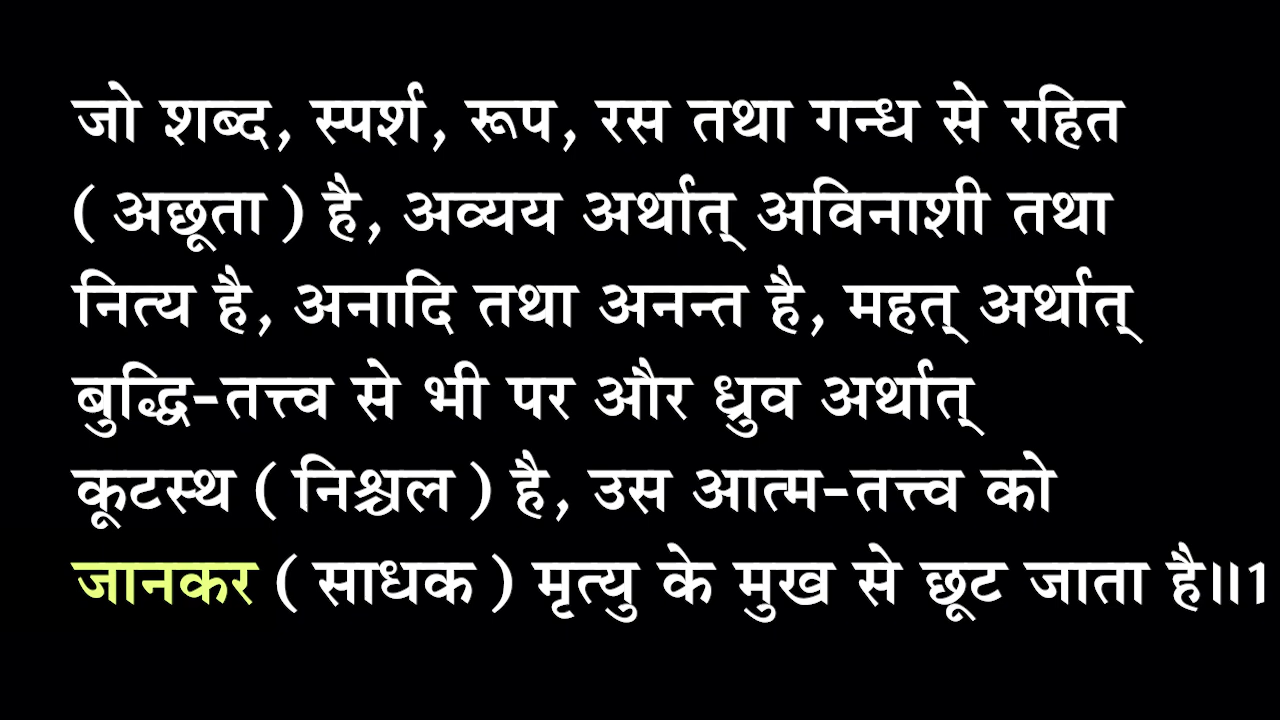 जो शब्द, स्पर्श, रूप, रस तथा गन्ध से रहित
( अछूता ) है, अव्यय अर्थात् अविनाशी तथा
नित्य है, अनादि तथा अनन्त है, महत् अर्थात्
बुद्धि-तत्त्व से भी पर और ध्रुव अर्थात्
कूटस्थ ( निश्चल ) है, उस आत्म-तत्त्व को
जानकर ( साधक ) मृत्यु के मुख से छूट जाता है॥1